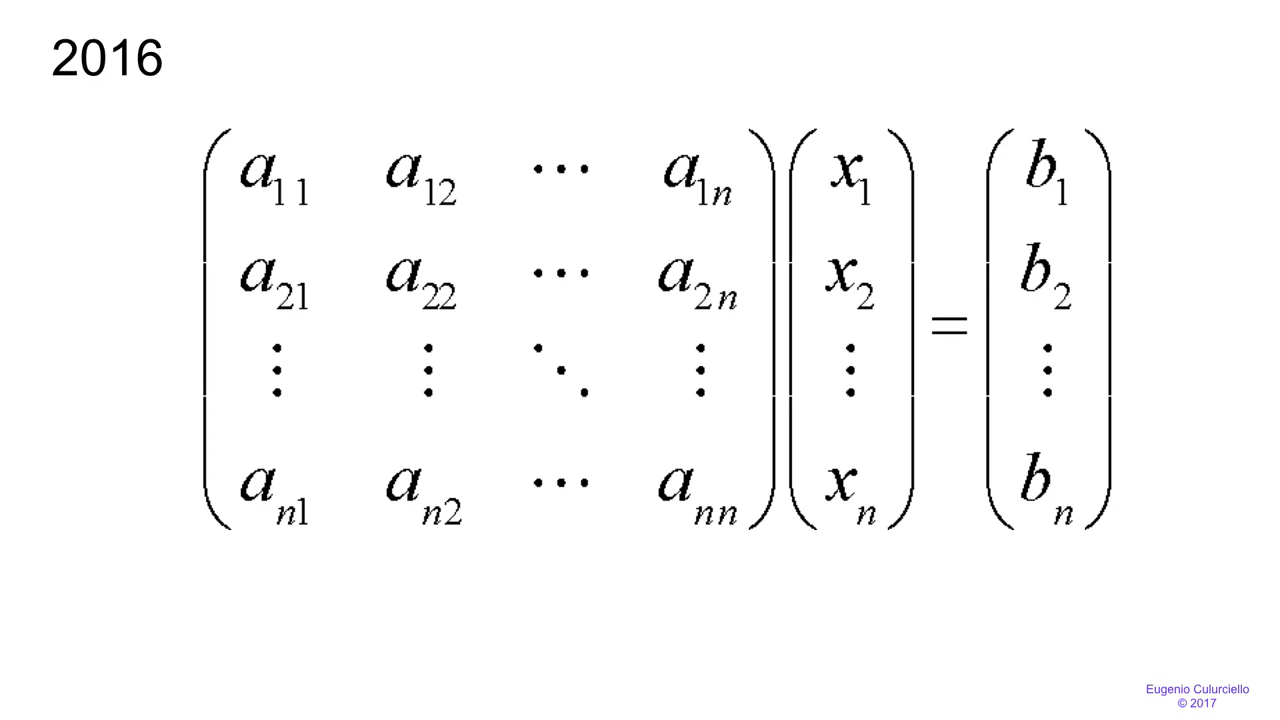 2016
a11 a12 ⋯ a1n x1 b1
a21 a22 ⋯ a2n x2 b2
⋮ ⋮ ⋱ ⋮ ⋮ = ⋮
an1 an2 ⋯ ann xn bn
Eugenio Culurciello
© 2017